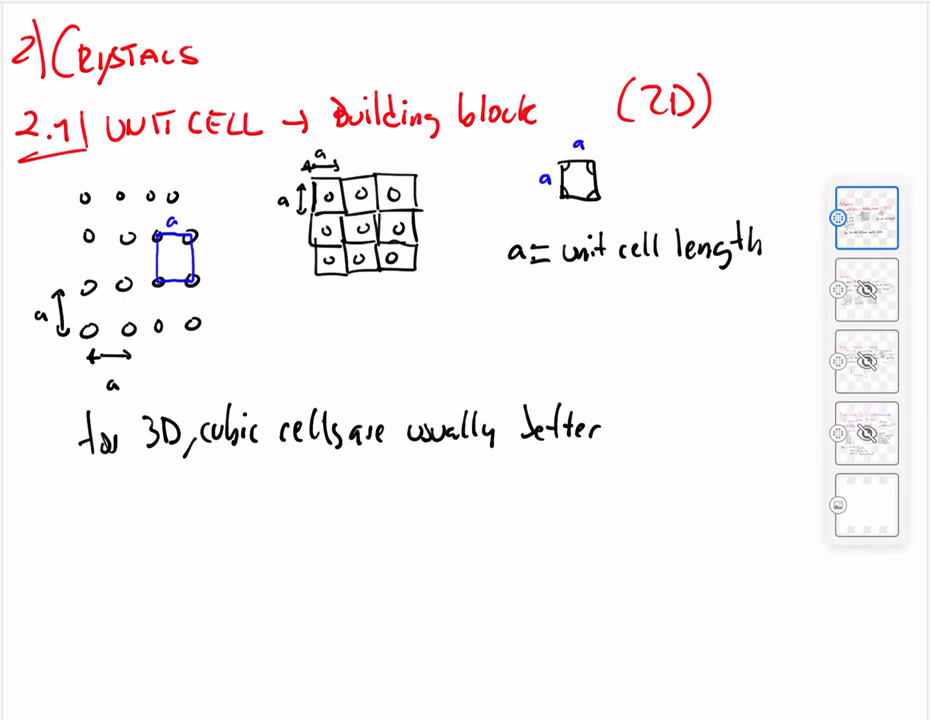 2) CRYSTALS
2.1) UNIT CELL → Building block (2D)
a
a
a
a
a
a = unit cell length
a
a
for 3D, cubic cells are usually better